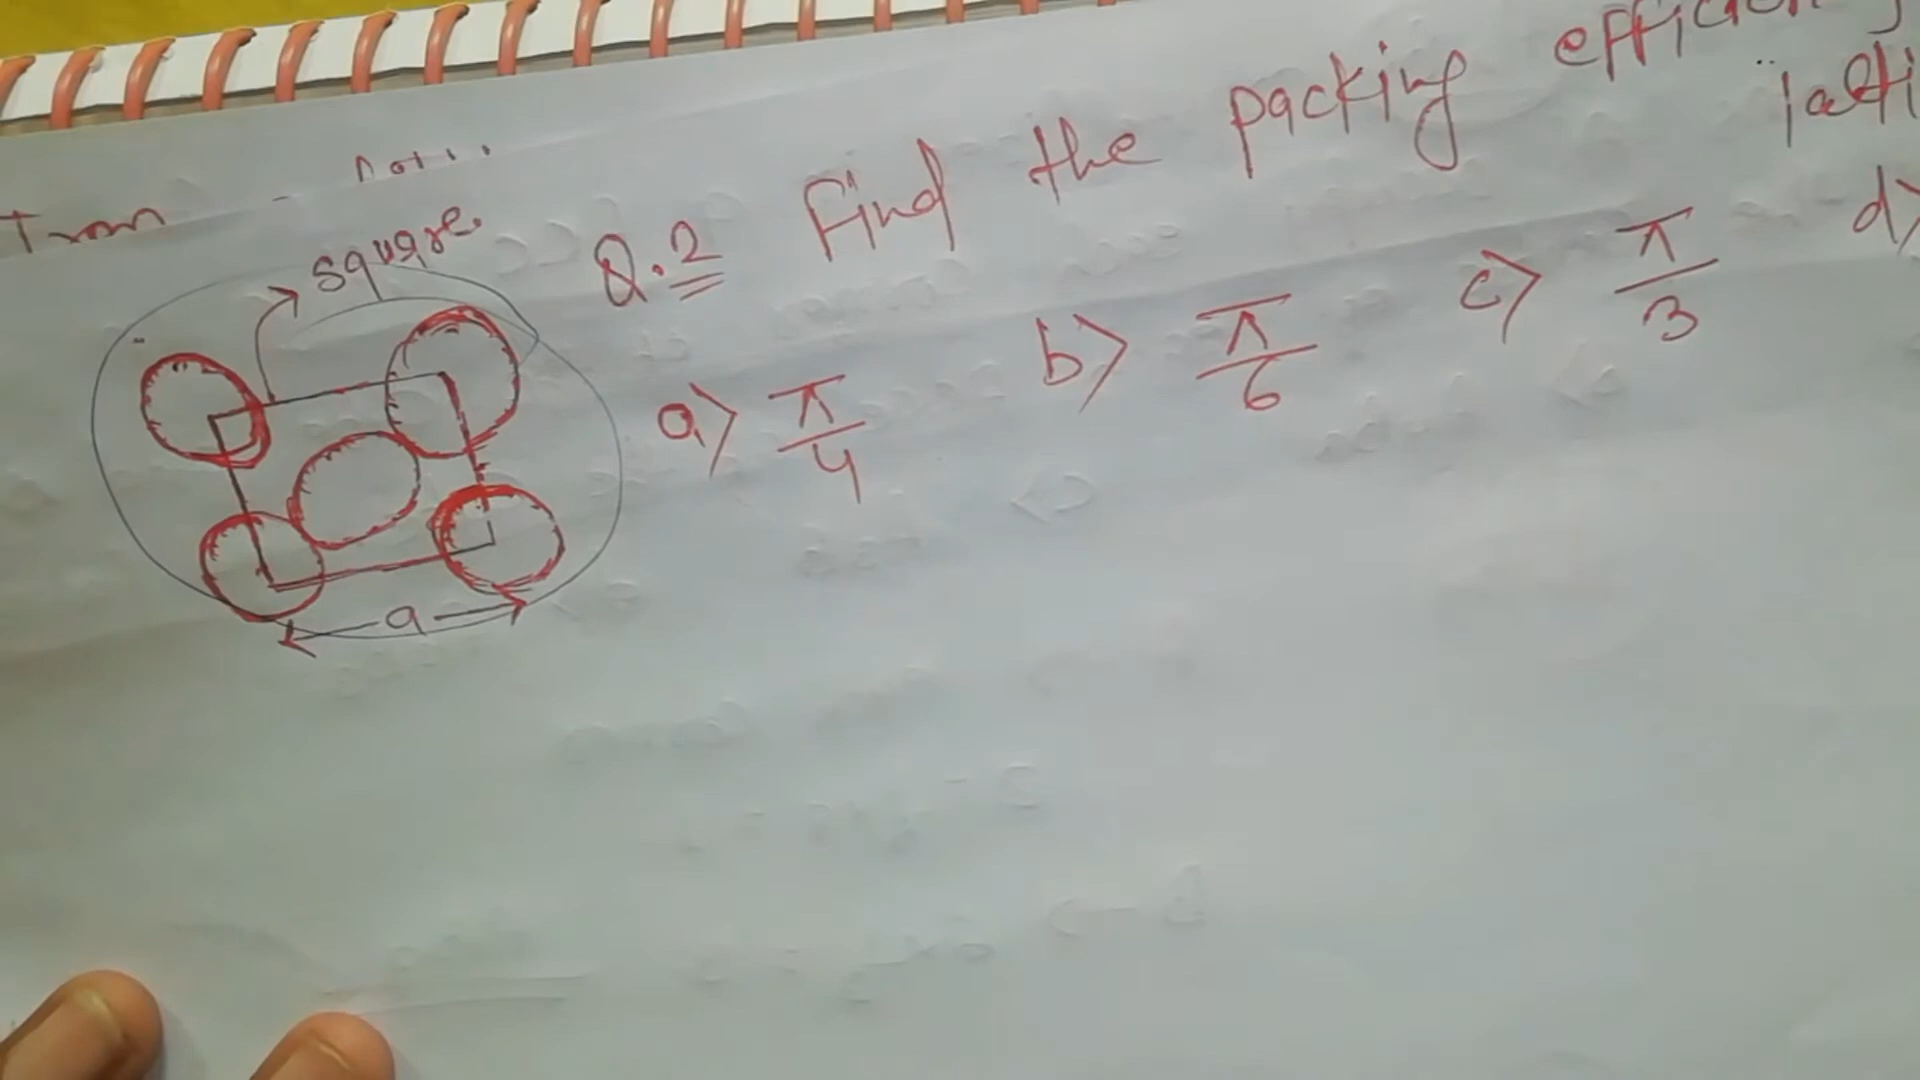 square.
Q.2 Find the packing
a) π/4 b) π/6 c) π/3 d)
a